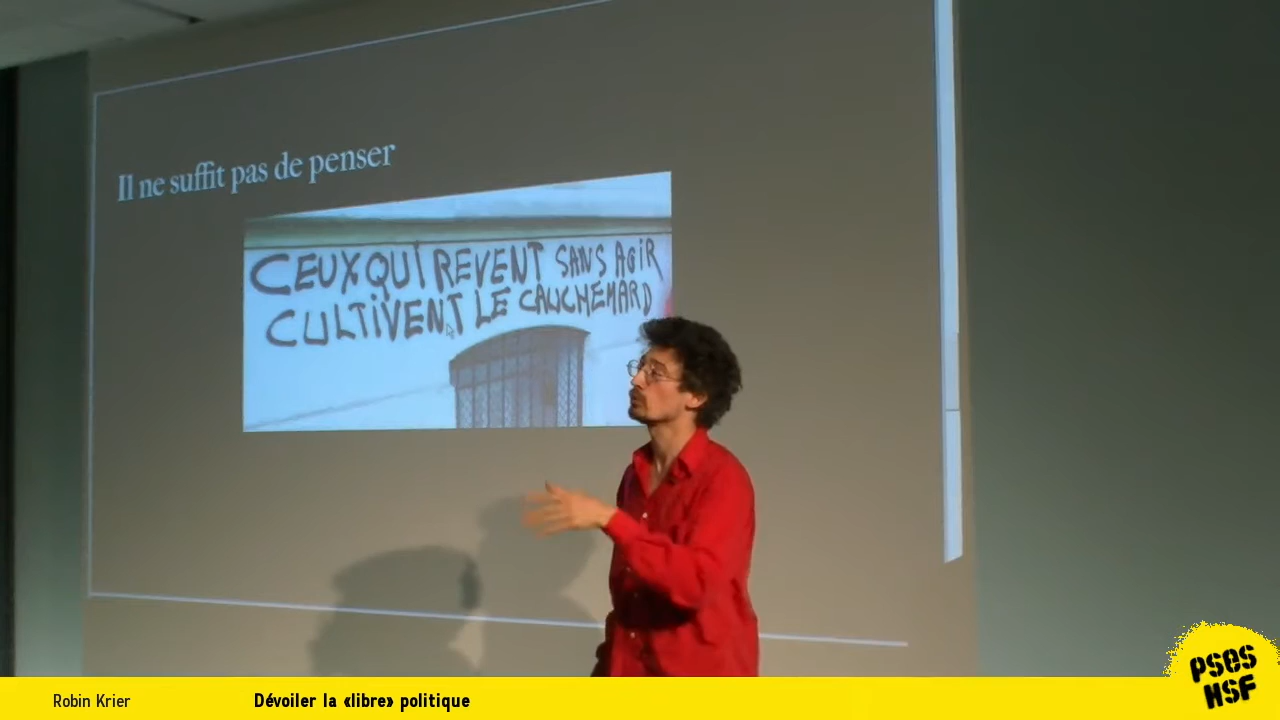 Il ne suffit pas de penser
CEUX QUI REVENT SANS AGIR
CULTIVENT LE CAUCHEMARD
Robin Krier
Dévoiler la «libre» politique
PSES
HSF